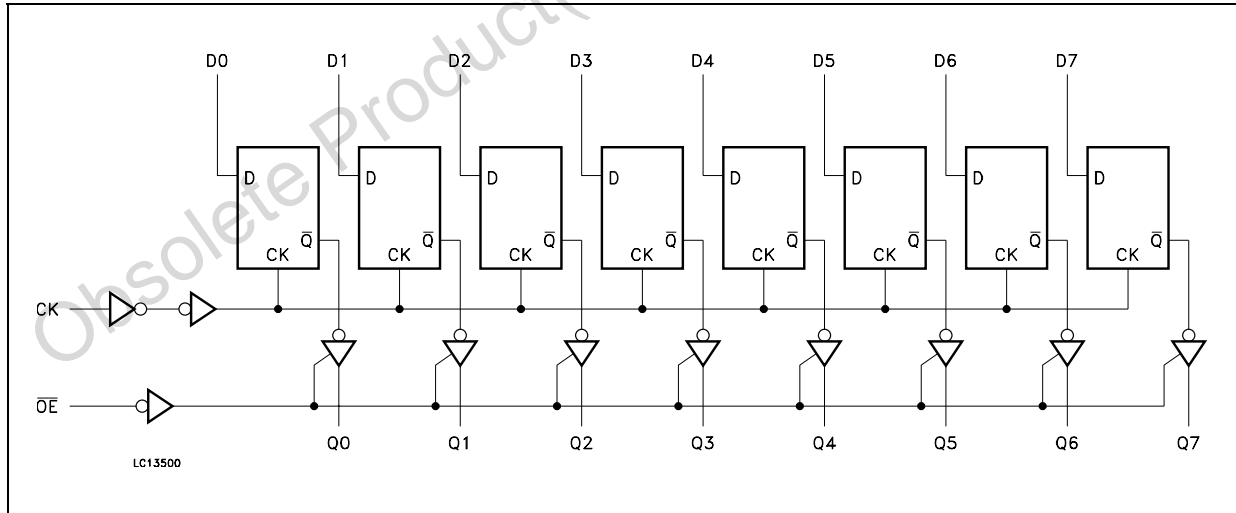 Obsolete Product(
D0 D1 D2 D3 D4 D5 D6 D7
D D D D D D D D
Q̅ Q̅ Q̅ Q̅ Q̅ Q̅ Q̅ Q̅
CK CK CK CK CK CK CK CK
CK
O̅E̅
Q0 Q1 Q2 Q3 Q4 Q5 Q6 Q7
LC13500